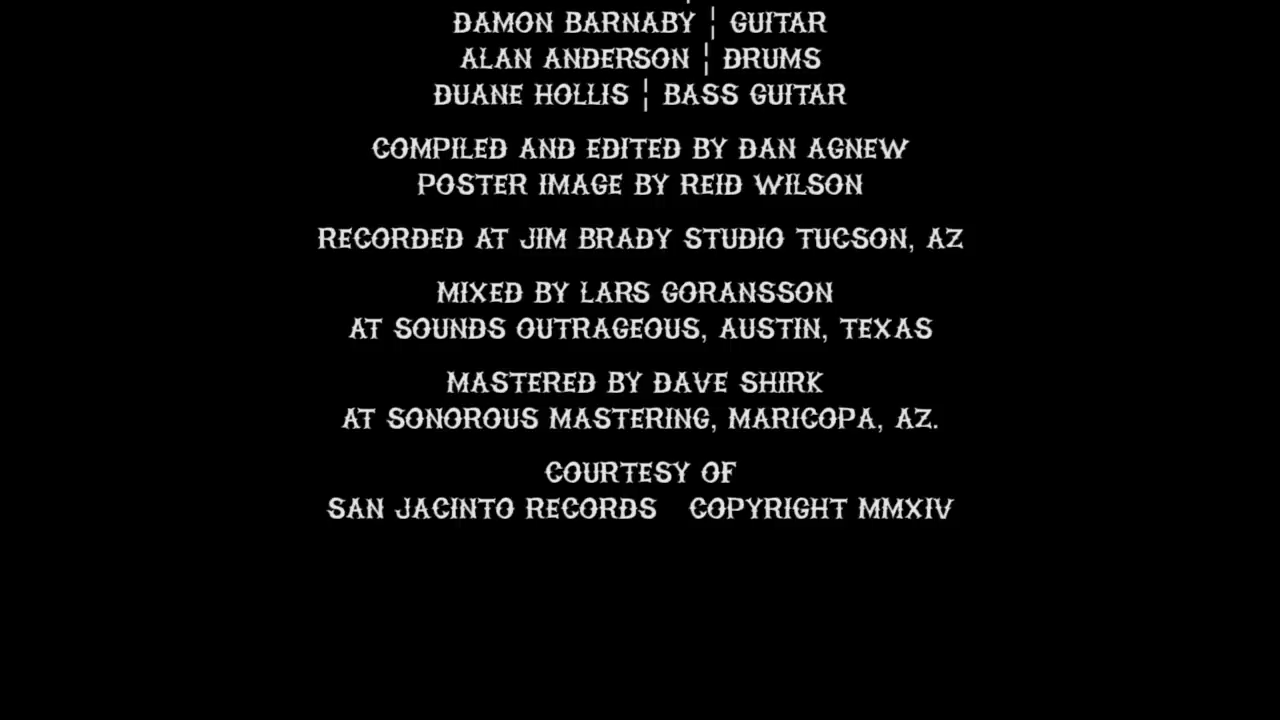 DAMON BARNABY ¦ GUITAR
ALAN ANDERSON ¦ DRUMS
DUANE HOLLIS ¦ BASS GUITAR
COMPILED AND EDITED BY DAN AGNEW
POSTER IMAGE BY REID WILSON
RECORDED AT JIM BRADY STUDIO TUCSON, AZ
MIXED BY LARS GORANSSON
AT SOUNDS OUTRAGEOUS, AUSTIN, TEXAS
MASTERED BY DAVE SHIRK
AT SONOROUS MASTERING, MARICOPA, AZ.
COURTESY OF
SAN JACINTO RECORDS COPYRIGHT MMXIV